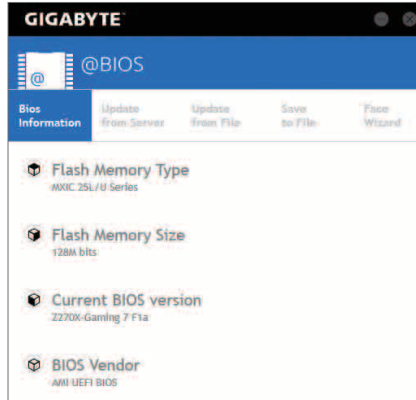 GIGABYTE™
@
@BIOS
Bios Information
Update from Server
Update from File
Save to File
Face Wizard
Flash Memory Type
MXIC 25L/U Series
Flash Memory Size
128M bits
Current BIOS version
Z270X-Gaming 7 F1a
BIOS Vendor
AMI UEFI BIOS